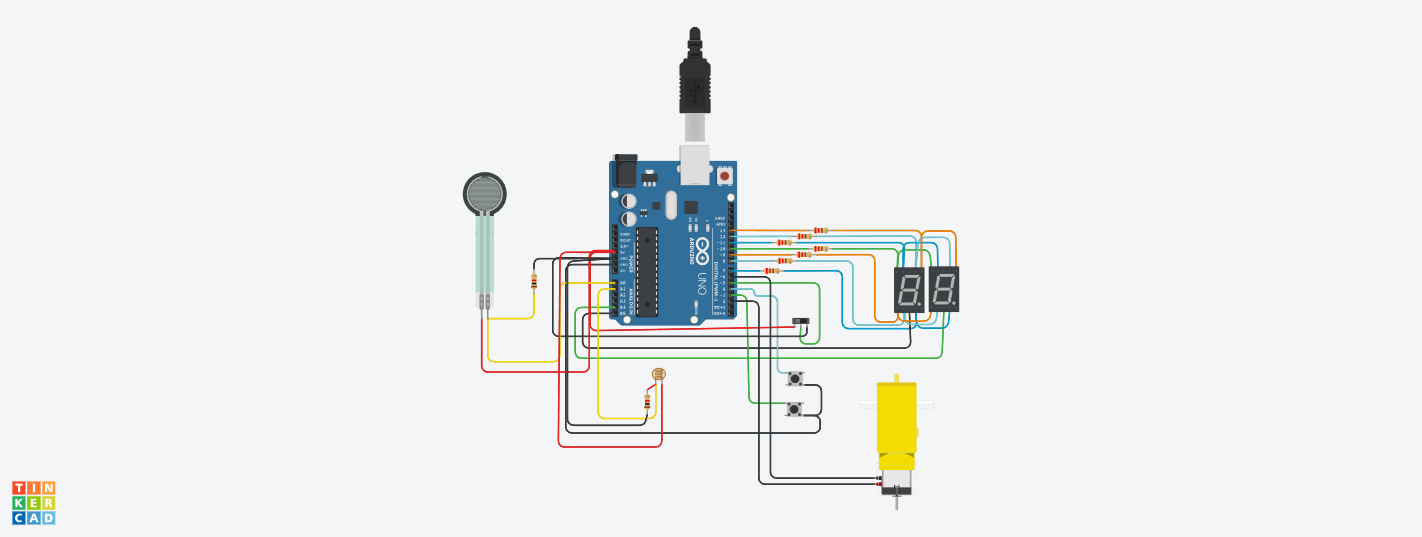 AREF
GND
13
12
~11
~10
~9
8
7
~6
~5
4
~3
2
TX→1
RX←0
DIGITAL (PWM~)
L
TX
RX
ARDUINO
UNO
IOREF
RESET
3.3V
5V
GND
GND
Vin
POWER
A0
A1
A2
A3
A4
A5
ANALOG IN
TIN
KER
CAD